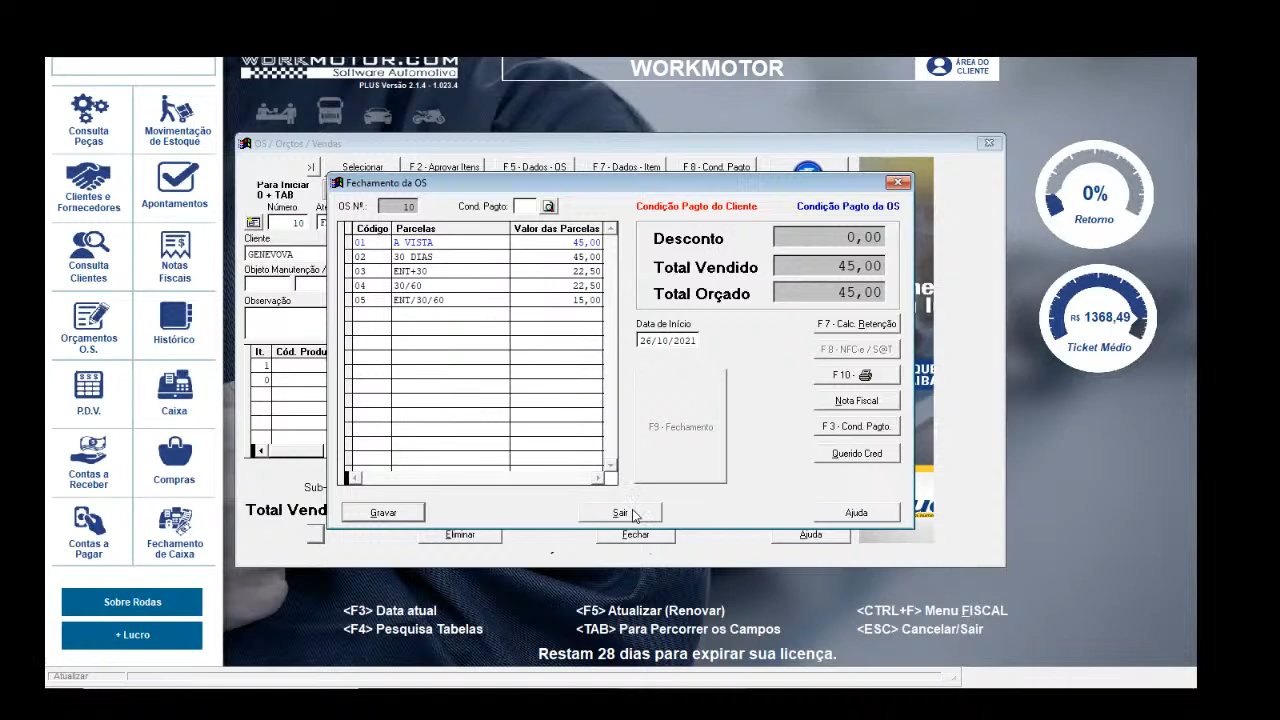 WORKMOTOR.COM
Software Automotivo
PLUS Versão 2.1.4 - 1.023.4
WORKMOTOR
ÁREA DO
CLIENTE
Consulta
Peças
Movimentação
de Estoque
Clientes e
Fornecedores
Apontamentos
Consulta
Clientes
Notas
Fiscais
Orçamentos
O.S.
Histórico
P.D.V.
Caixa
Contas a
Receber
Compras
Contas a
Pagar
Fechamento
de Caixa
Sobre Rodas
+ Lucro
OS / Orçtos / Vendas
Selecionar
F 2 - Aprovar Itens
F 5 - Dados - OS
F 7 - Dados - Item
F 8 - Cond. Pagto
Para Iniciar
0 + TAB
Número
10
Cliente
GENEVOVA
Objeto Manutenção /
Observação
It. Cód. Produ
1
0
Sub-
Total Vend
Eliminar
Fechar
Ajuda
Fechamento da OS
OS Nº.: 10
Cond. Pagto:
Condição Pagto do Cliente
Condição Pagto da OS
Código Parcelas Valor das Parcelas
01 A VISTA 45,00
02 30 DIAS 45,00
03 ENT+30 22,50
04 30/60 22,50
05 ENT/30/60 15,00
Desconto 0,00
Total Vendido 45,00
Total Orçado 45,00
Data de Início
26/10/2021
F9 - Fechamento
F 7 - Calc. Retenção
F 8 - NFC-e / S@T
F 10 -
Nota Fiscal
F 3 - Cond. Pagto.
Querido Cred
Gravar
Sair
Ajuda
0%
Retorno
R$ 1368,49
Ticket Médio
<F3> Data atual
<F5> Atualizar (Renovar)
<CTRL+F> Menu FISCAL
<F4> Pesquisa Tabelas
<TAB> Para Percorrer os Campos
<ESC> Cancelar/Sair
Restam 28 dias para expirar sua licença.
Atualizar